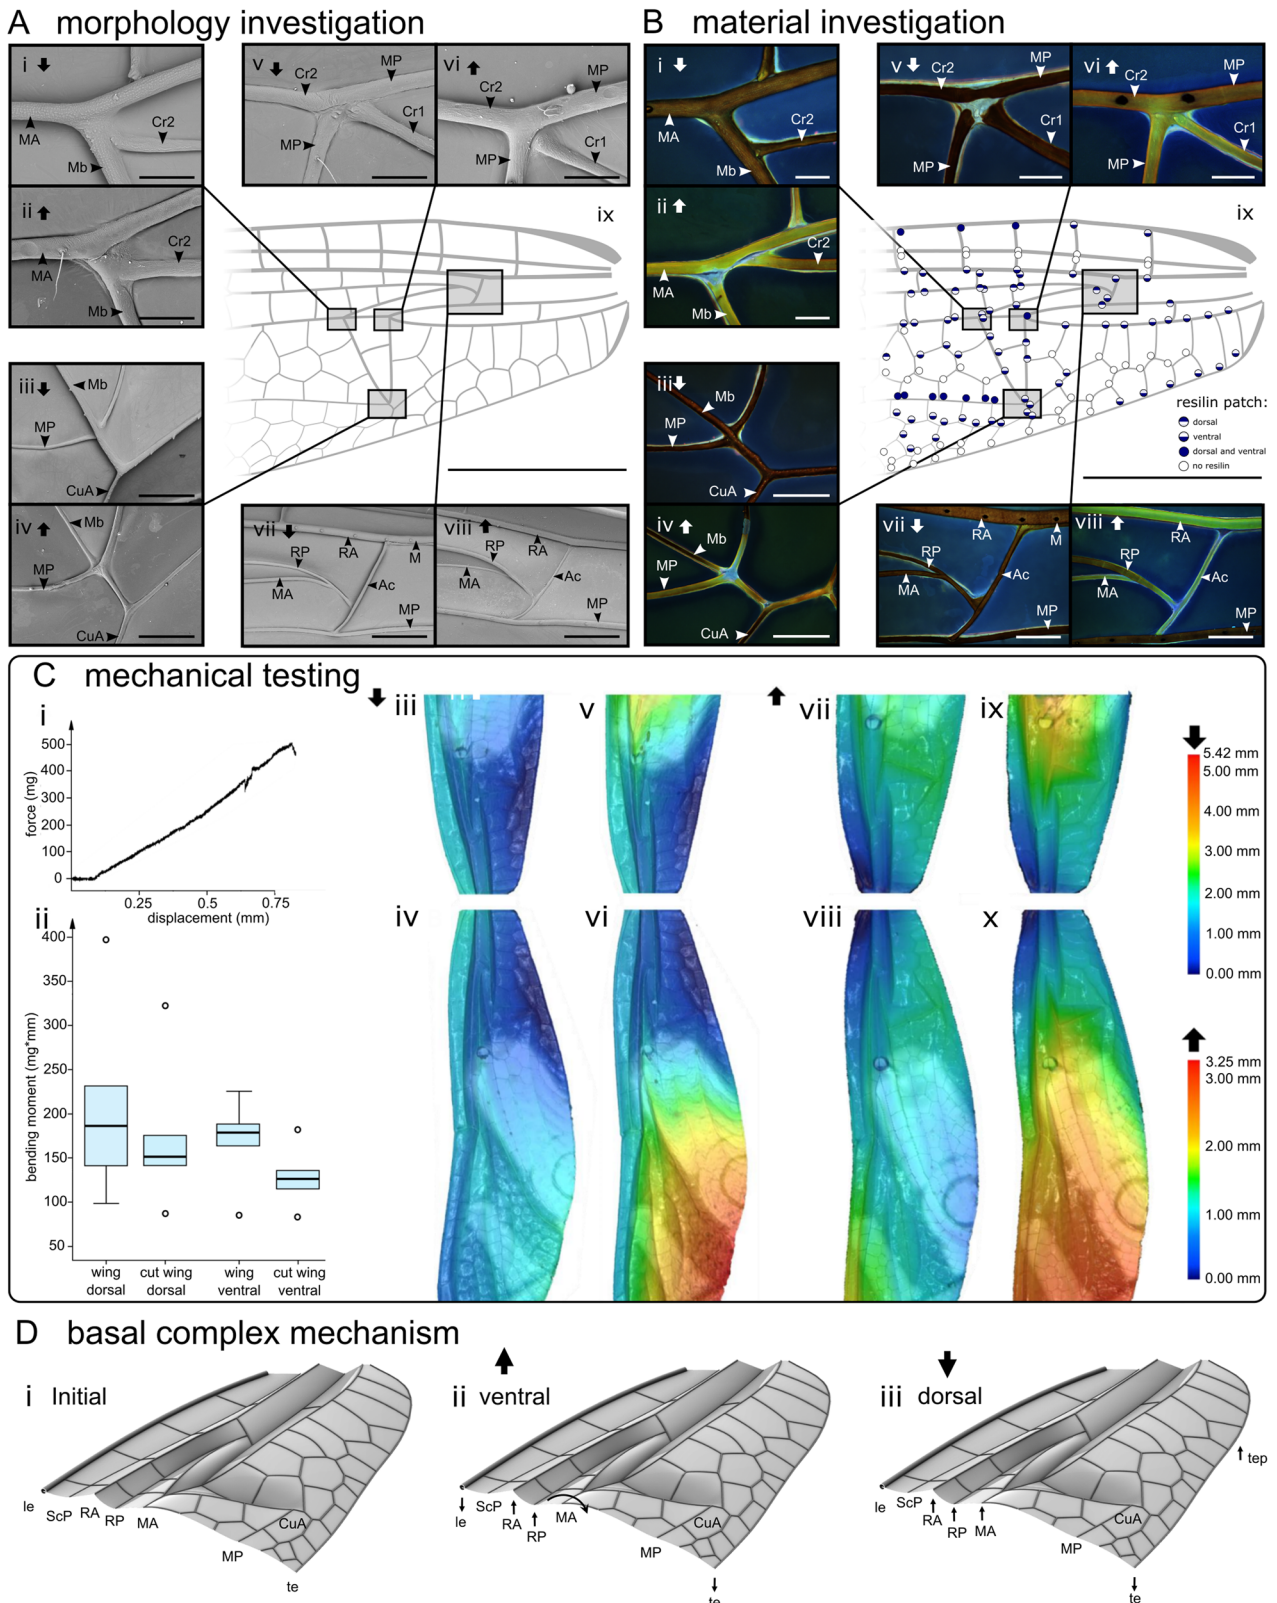 A morphology investigation
i
MA
Cr2
Mb
ii
MA
Cr2
Mb
v
Cr2
MP
MP
Cr1
vi
Cr2
MP
MP
Cr1
ix
iii
Mb
MP
CuA
iv
Mb
MP
CuA
vii
RP
RA
M
MA
Ac
MP
viii
RP
RA
MA
Ac
MP
B material investigation
i
MA
Cr2
Mb
ii
MA
Cr2
Mb
v
Cr2
MP
MP
Cr1
vi
Cr2
MP
MP
Cr1
ix
resilin patch:
dorsal
ventral
dorsal and ventral
no resilin
iii
Mb
MP
CuA
iv
Mb
MP
CuA
vii
RA
M
RP
MA
Ac
MP
viii
RA
RP
MA
Ac
MP
C mechanical testing
i
force (mg)
500
400
300
200
100
0
0.25
0.5
0.75
displacement (mm)
ii
bending moment (mg*mm)
400
350
300
250
200
150
100
50
wing dorsal
cut wing dorsal
wing ventral
cut wing ventral
iii
v
vii
ix
iv
vi
viii
x
5.42 mm
5.00 mm
4.00 mm
3.00 mm
2.00 mm
1.00 mm
0.00 mm
3.25 mm
3.00 mm
2.00 mm
1.00 mm
0.00 mm
D basal complex mechanism
i Initial
le
ScP
RA
RP
MA
MP
CuA
te
ii ventral
le
ScP
RA
RP
MA
MP
CuA
te
iii dorsal
le
ScP
RA
RP
MA
MP
CuA
tep
te